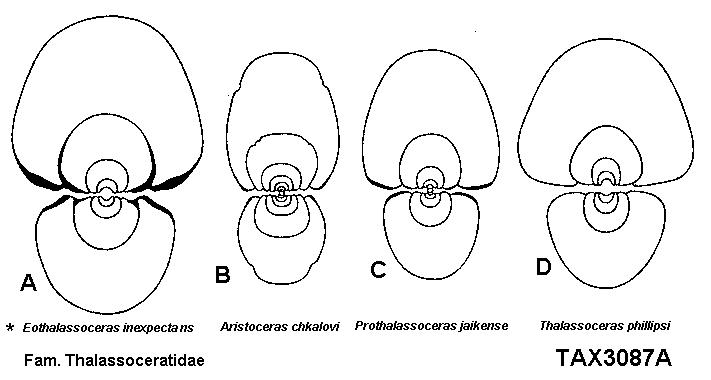 A
B
C
D
* Eothalassoceras inexpectans Aristoceras chkalovi Prothalassoceras jaikense Thalassoceras phillipsi
Fam. Thalassoceratidae TAX3087A